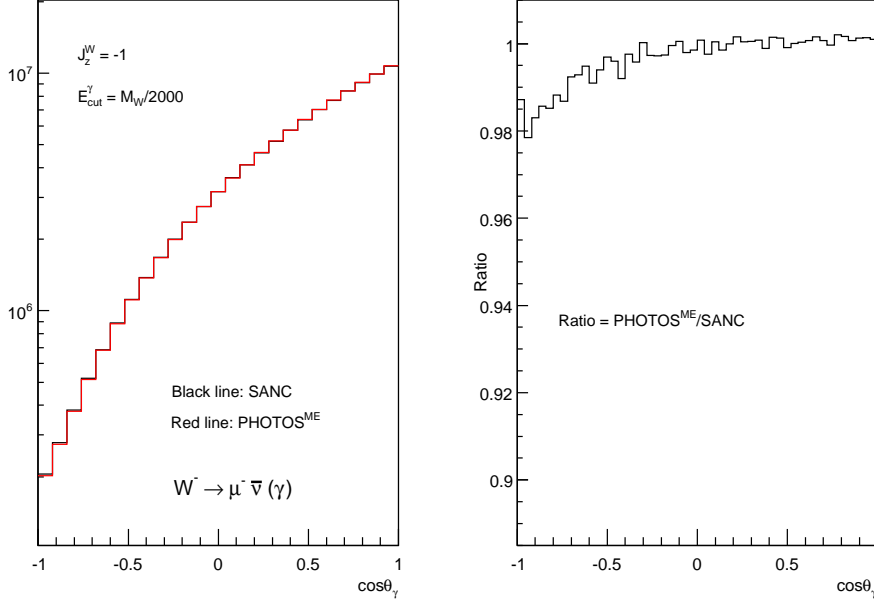 J_z^W = -1
E_cut^γ = M_W/2000
10^7
10^6
Black line: SANC
Red line: PHOTOS^ME
W^- → μ^- ν̄ (γ)
-1 -0.5 0 0.5 1
cosθ_γ
1
0.98
0.96
0.94
0.92
0.9
Ratio
Ratio = PHOTOS^ME/SANC
-1 -0.5 0 0.5
cosθ_γ